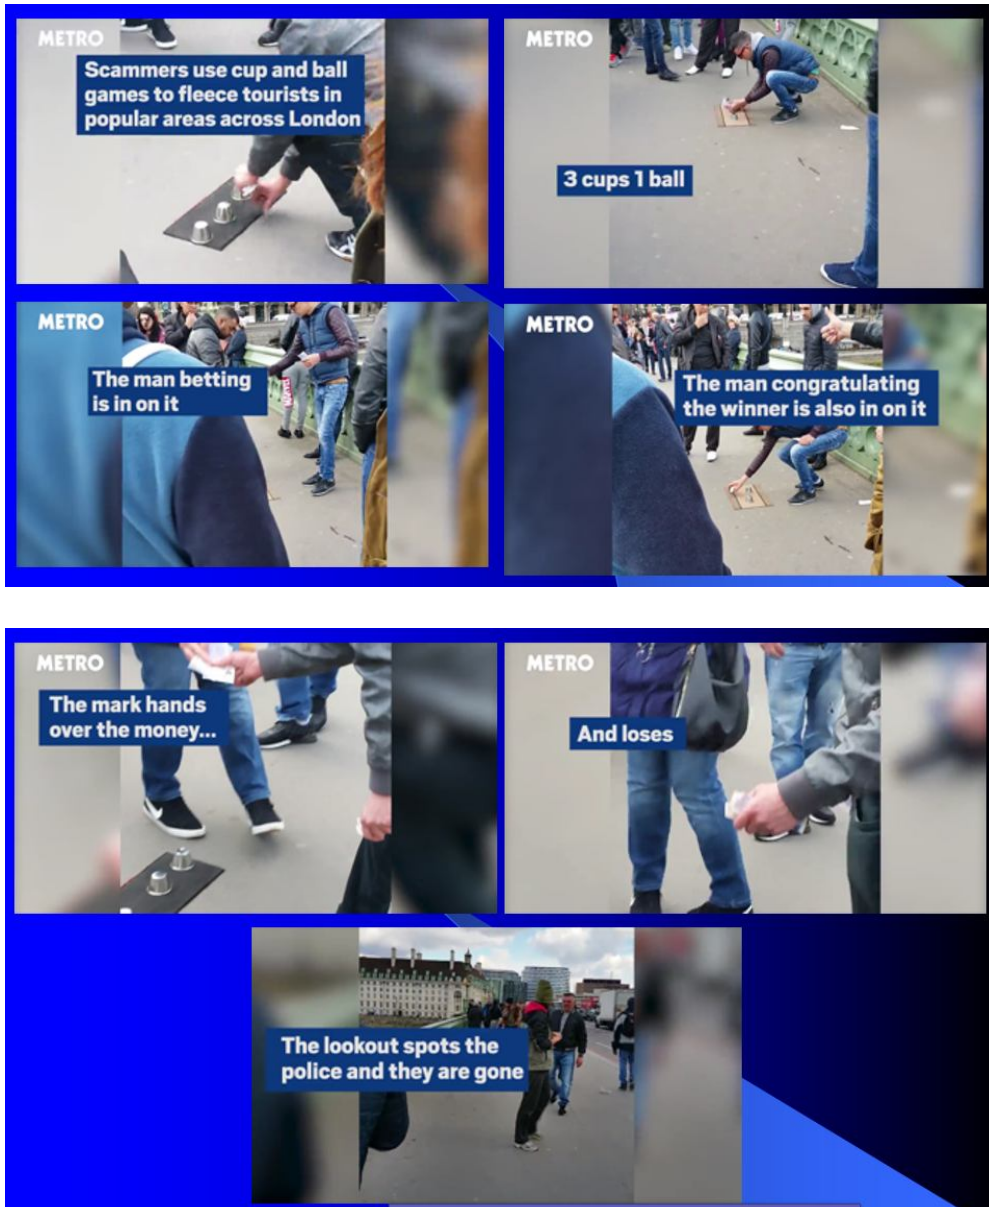 METRO
Scammers use cup and ball
games to fleece tourists in
popular areas across London
METRO
3 cups 1 ball
METRO
The man betting
is in on it
METRO
The man congratulating
the winner is also in on it
METRO
The mark hands
over the money...
METRO
And loses
The lookout spots the
police and they are gone